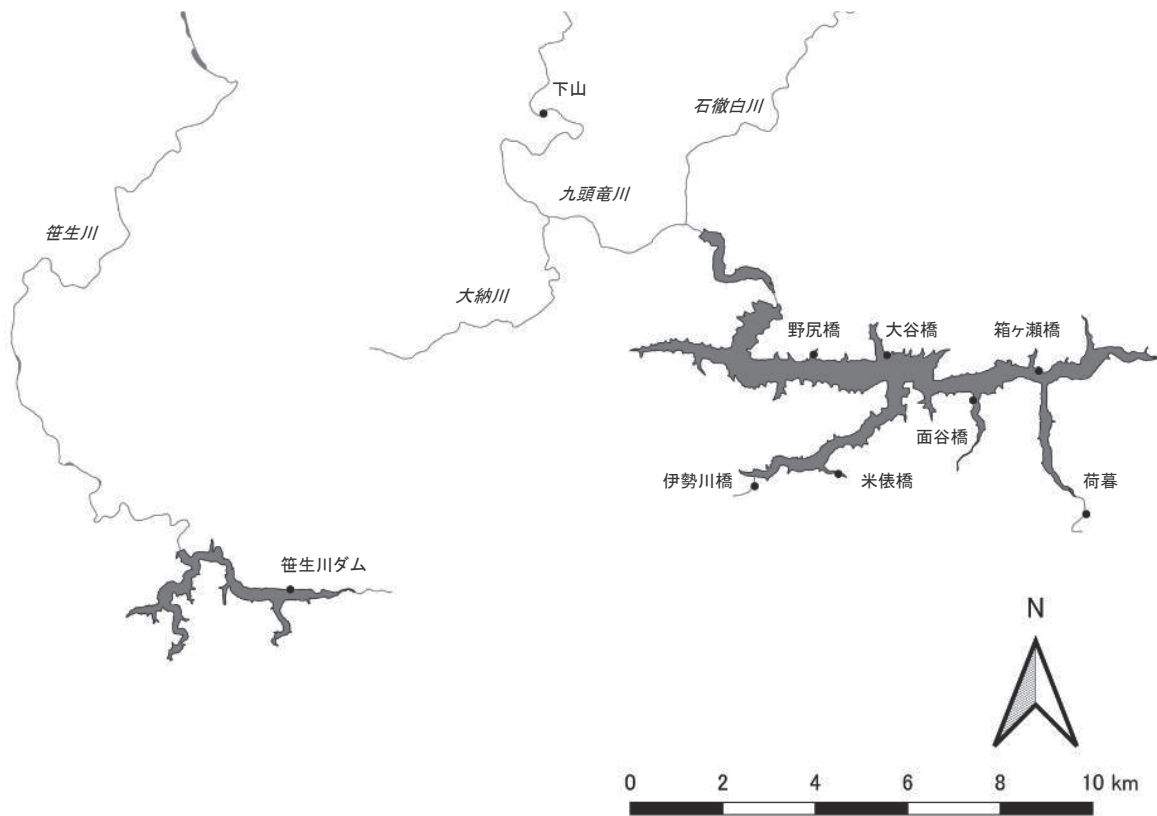 下山
石徹白川
九頭竜川
笹生川
大納川
野尻橋
大谷橋
箱ヶ瀬橋
面谷橋
伊勢川橋
米俵橋
荷暮
笹生川ダム
N
0 2 4 6 8 10 km